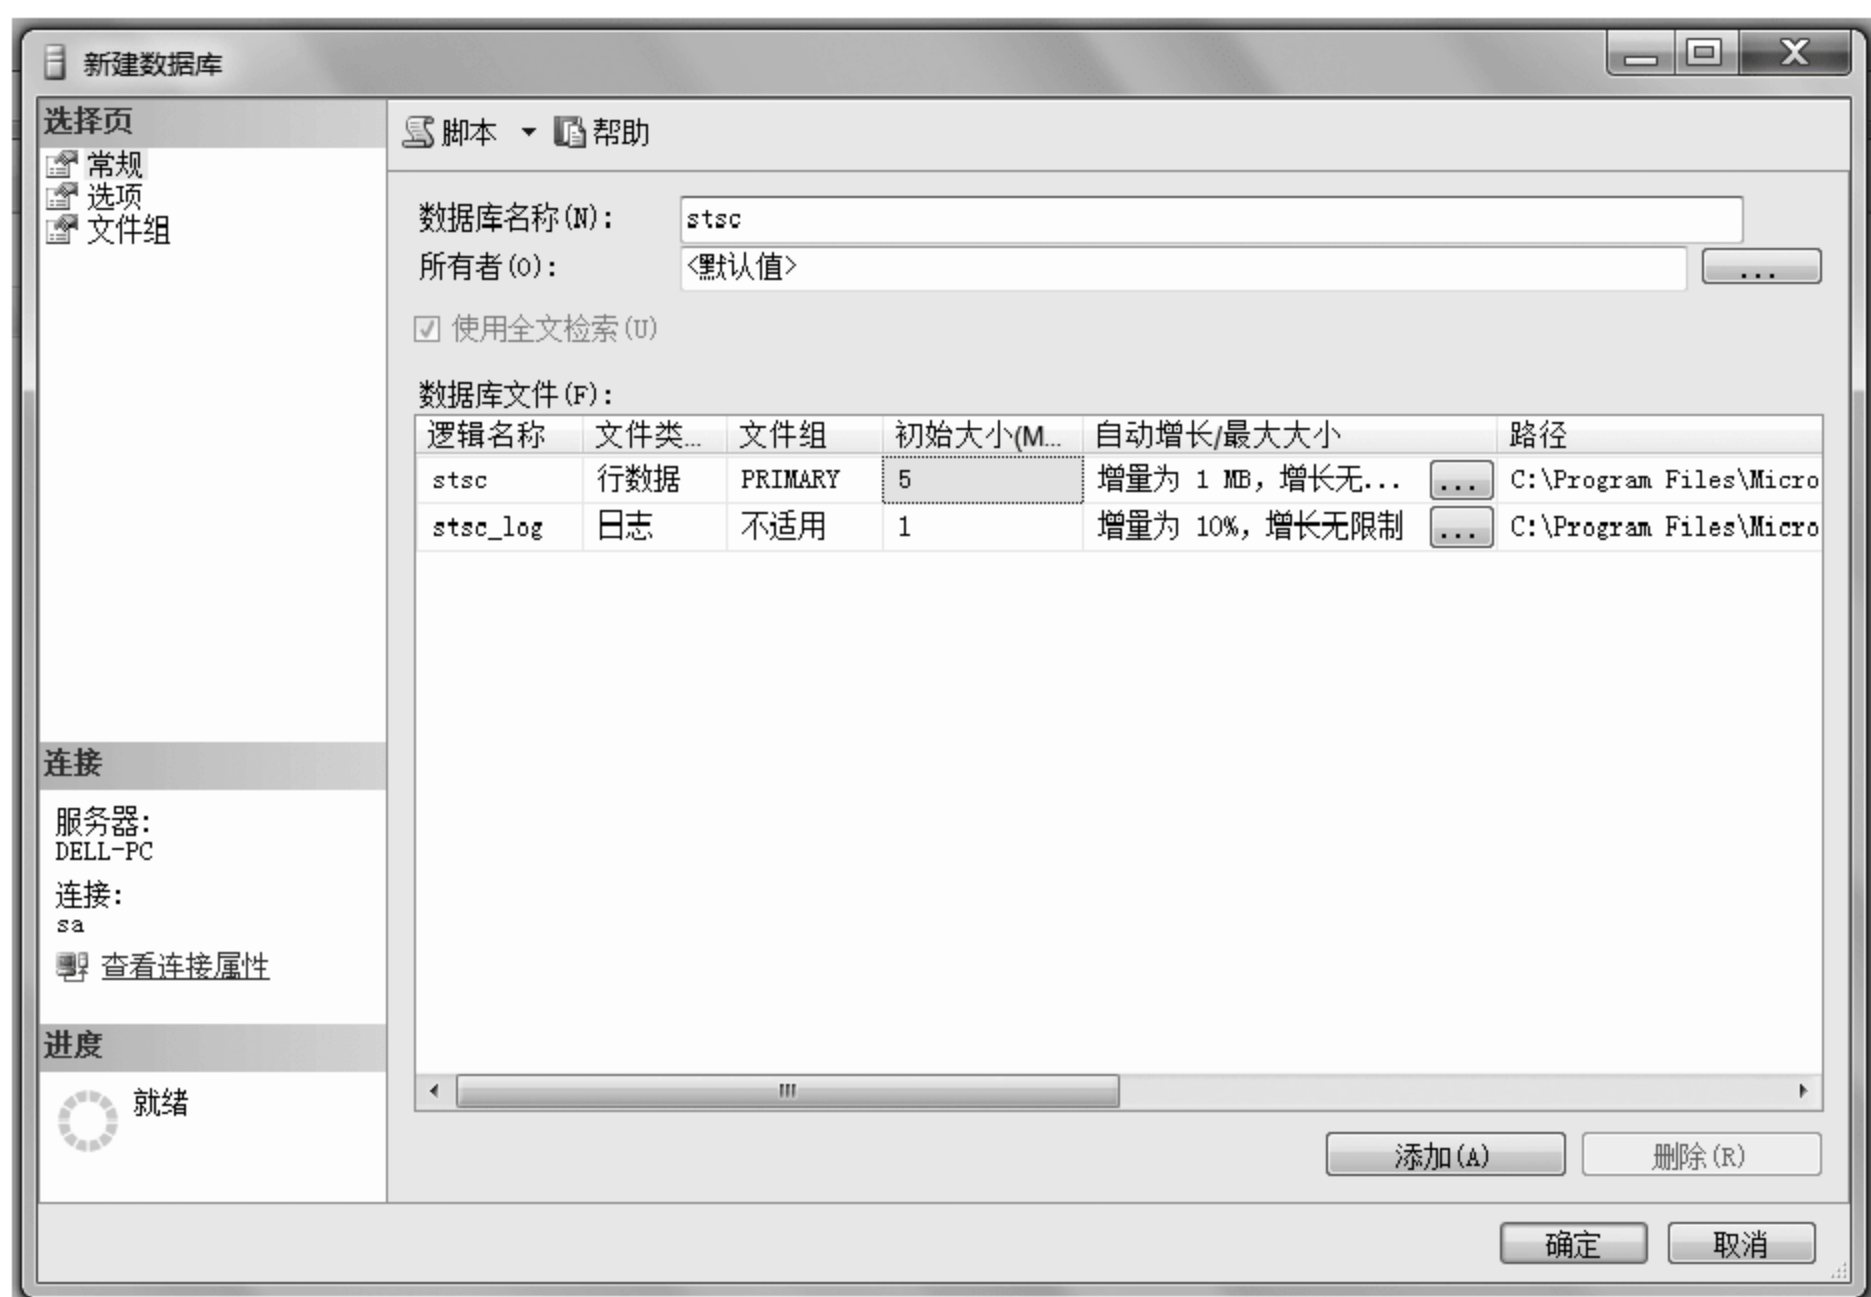 新建数据库
选择页
常规
选项
文件组
脚本 帮助
数据库名称(N): stsc
所有者(O): <默认值> ...
使用全文检索(U)
数据库文件(F):
逻辑名称 文件类... 文件组 初始大小(M... 自动增长/最大大小 路径
stsc 行数据 PRIMARY 5 增量为 1 MB，增长无... ... C:\Program Files\Micro
stsc_log 日志 不适用 1 增量为 10%，增长无限制 ... C:\Program Files\Micro
连接
服务器:
DELL-PC
连接:
sa
查看连接属性
进度
就绪
添加(A) 删除(R)
确定 取消